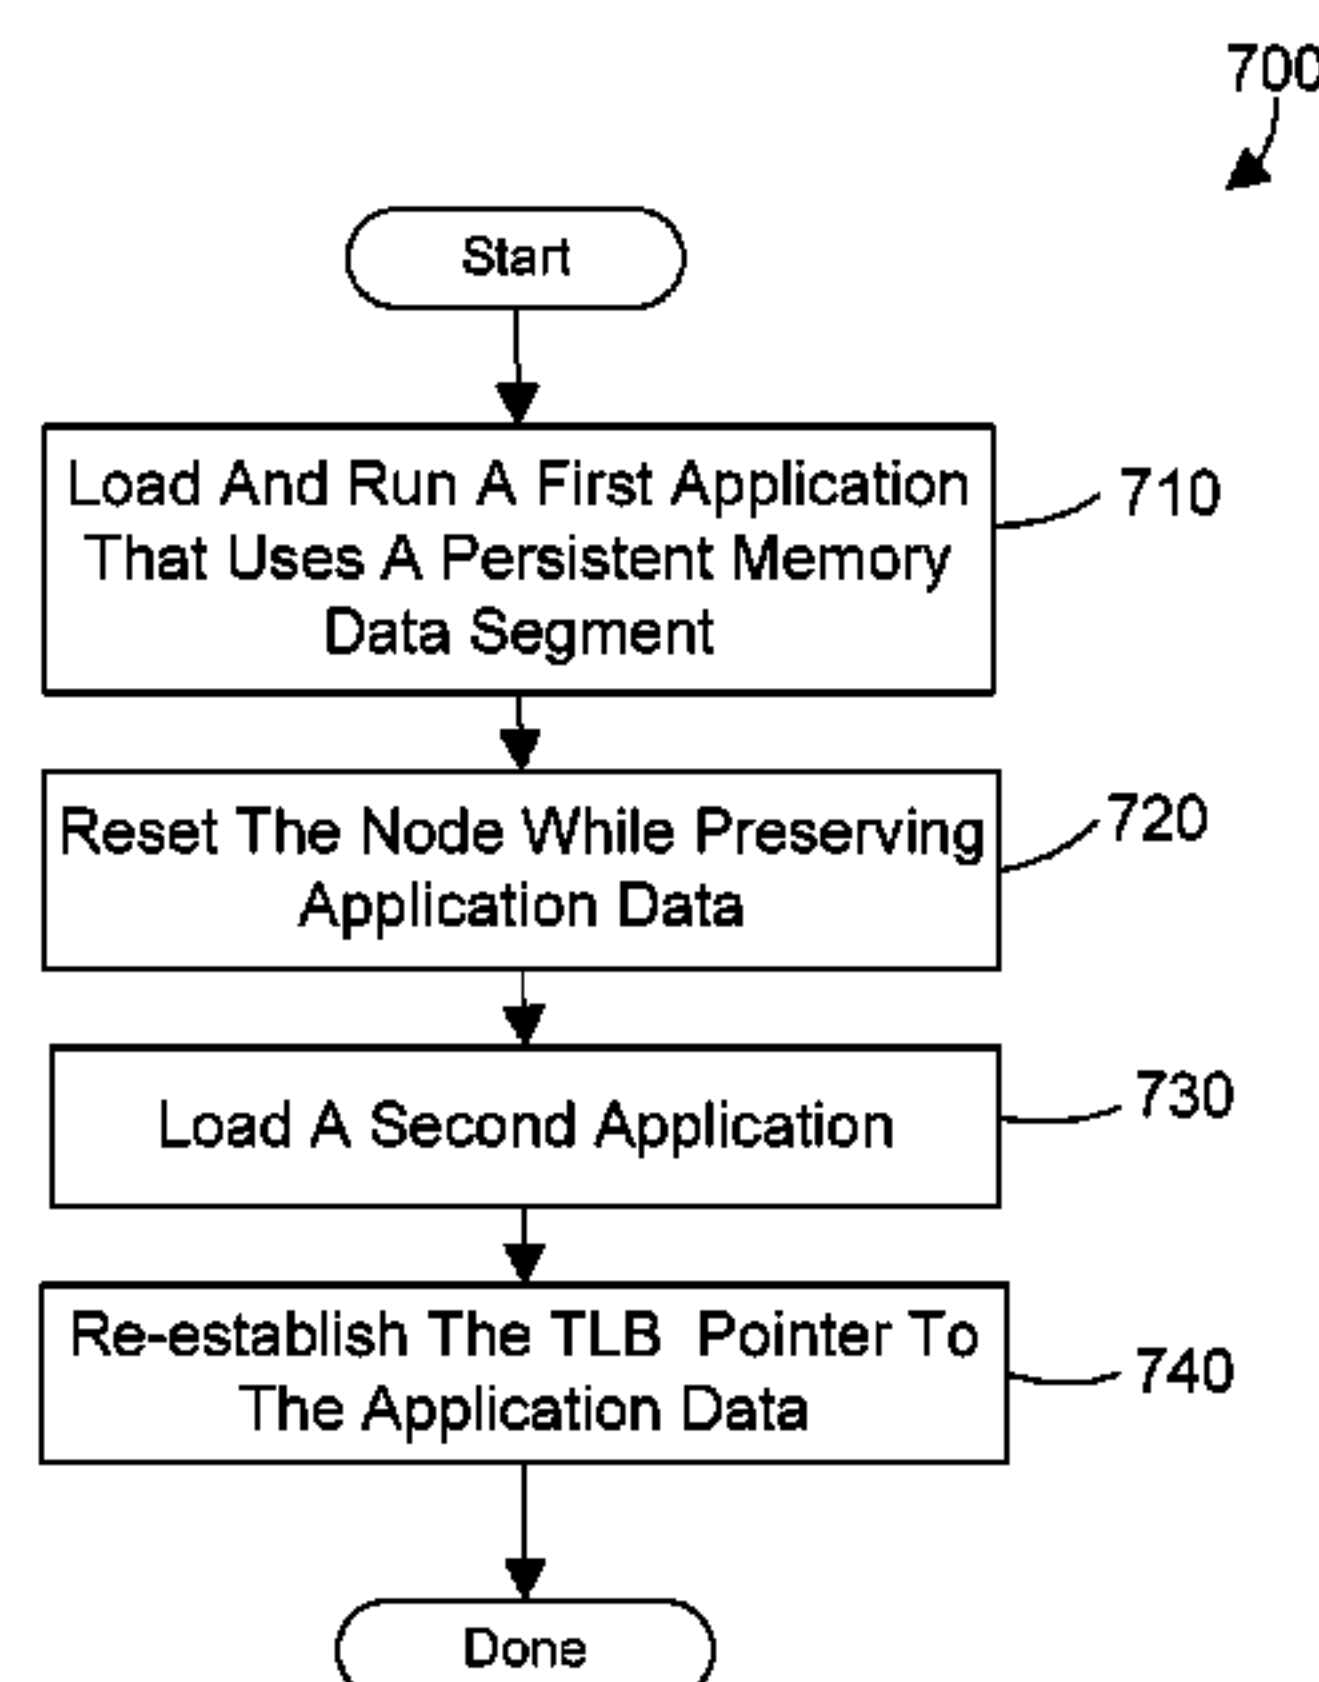 700
Start
Load And Run A First Application
That Uses A Persistent Memory
Data Segment
710
Reset The Node While Preserving
Application Data
720
Load A Second Application
730
Re-establish The TLB Pointer To
The Application Data
740
Done